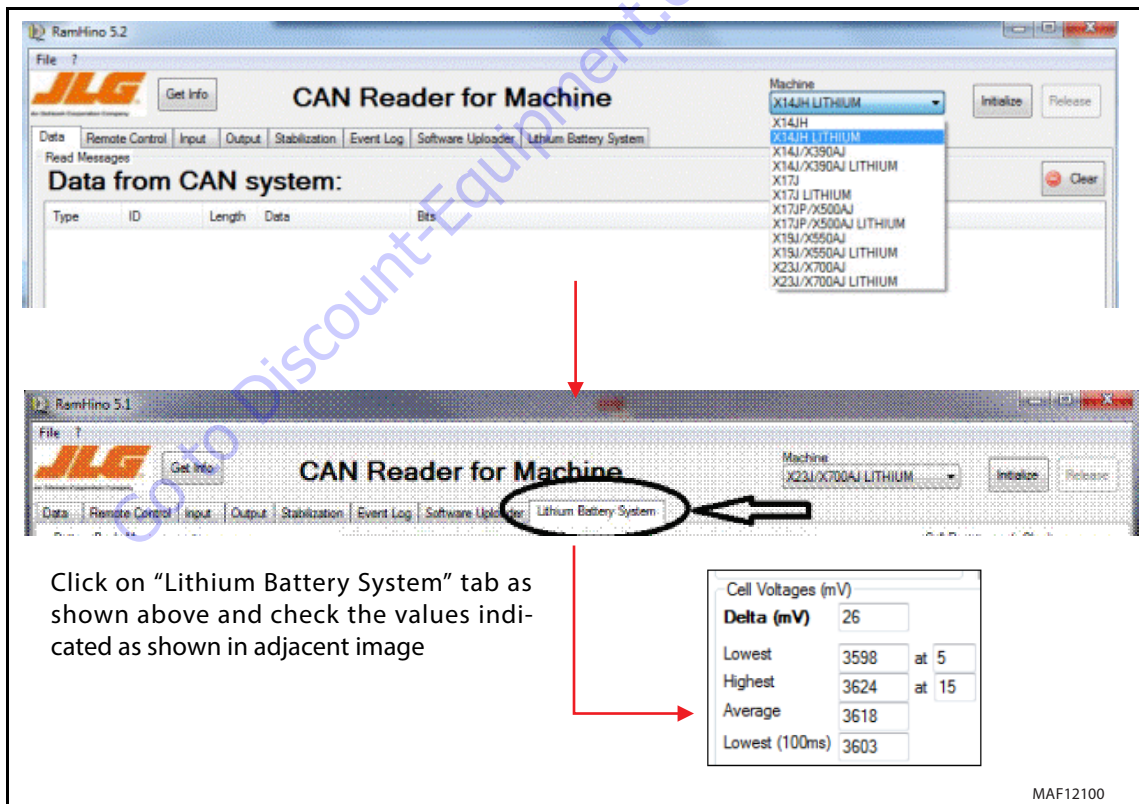 RamHino 5.2
File ?
JLG
Get Info
CAN Reader for Machine
Machine
X14JH LITHIUM
Initialize
Release
X14JH
X14JH LITHIUM
X14J/X390AJ
X14J/X390AJ LITHIUM
X17J
X17J LITHIUM
X17JP/X500AJ
X17JP/X500AJ LITHIUM
X19J/X550AJ
X19J/X550AJ LITHIUM
X23J/X700AJ
X23J/X700AJ LITHIUM
Data Remote Control Input Output Stabilization Event Log Software Uploader Lithium Battery System
Read Messages
Data from CAN system:
Clear
Type ID Length Data Bits
RamHino 5.1
File ?
JLG
Get Info
CAN Reader for Machine
Machine
X23J/X700AJ LITHIUM
Initialize
Release
Data Remote Control Input Output Stabilization Event Log Software Uploader Lithium Battery System
Click on “Lithium Battery System” tab as
shown above and check the values indi-
cated as shown in adjacent image
Cell Voltages (mV)
Delta (mV) 26
Lowest 3598 at 5
Highest 3624 at 15
Average 3618
Lowest (100ms) 3603
MAF12100
Go to Discount-Equipment.com